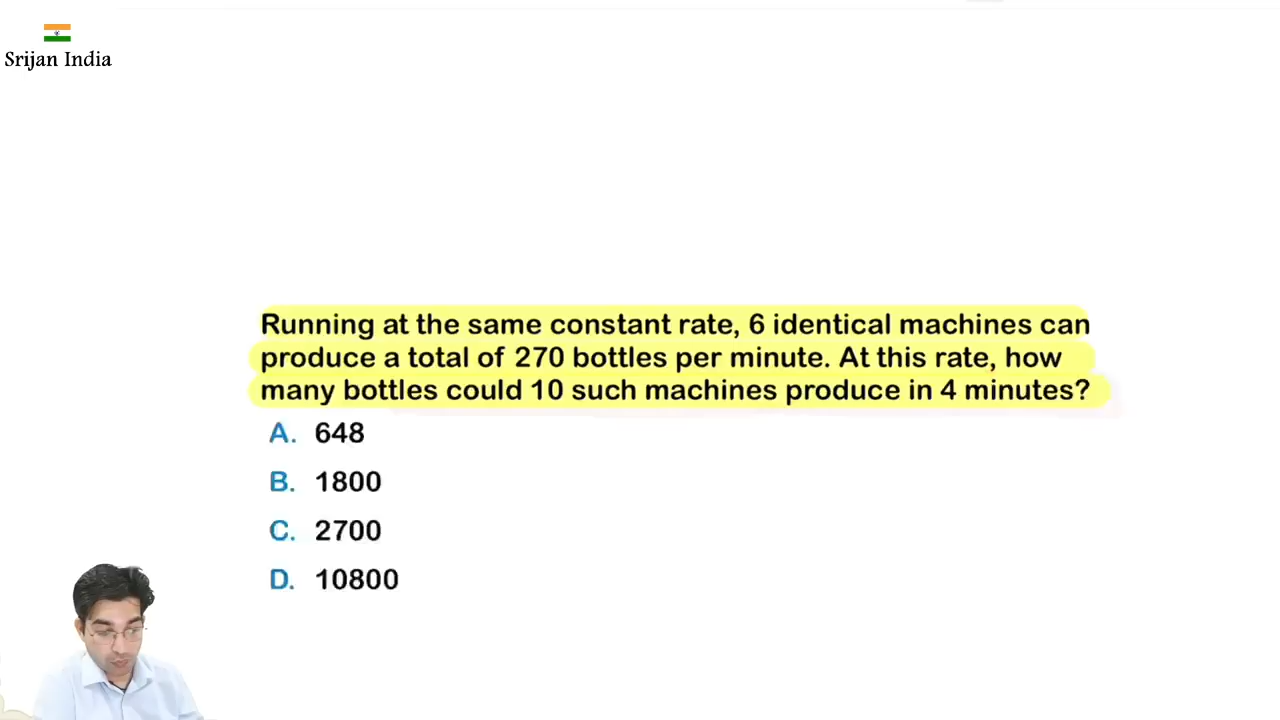 Srijan India
Running at the same constant rate, 6 identical machines can
produce a total of 270 bottles per minute. At this rate, how
many bottles could 10 such machines produce in 4 minutes?
A. 648
B. 1800
C. 2700
D. 10800